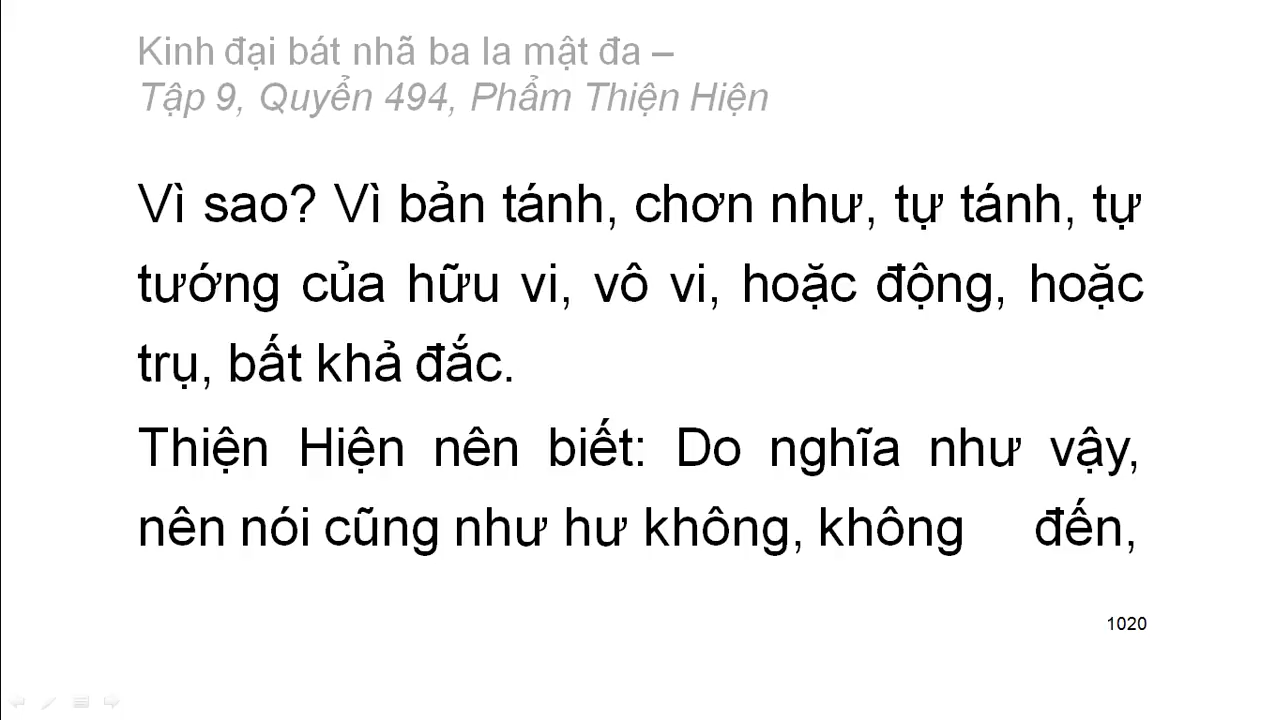 Kinh đại bát nhã ba la mật đa –
Tập 9, Quyển 494, Phẩm Thiện Hiện
Vì sao? Vì bản tánh, chơn như, tự tánh, tự
tướng của hữu vi, vô vi, hoặc động, hoặc
trụ, bất khả đắc.
Thiện Hiện nên biết: Do nghĩa như vậy,
nên nói cũng như hư không, không đến,
1020